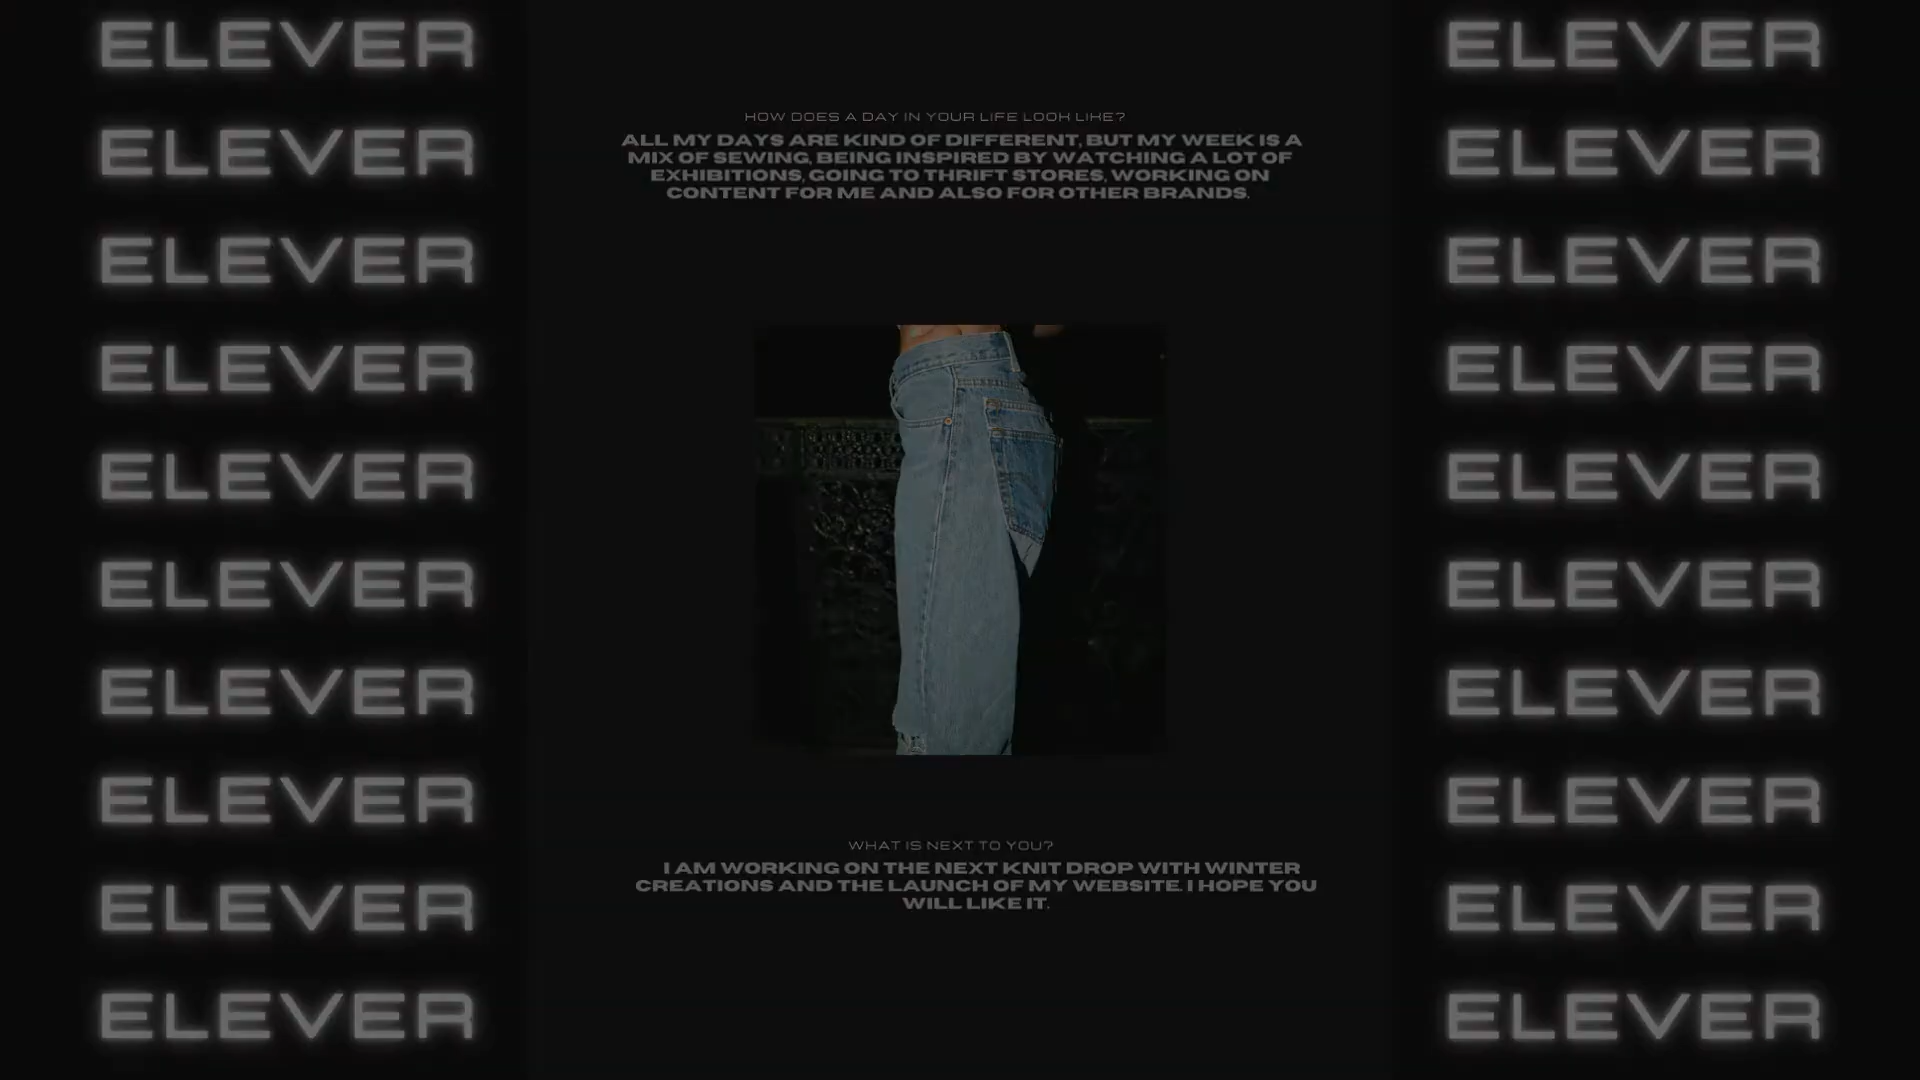 ELEVER
ELEVER
ELEVER
ELEVER
ELEVER
ELEVER
ELEVER
ELEVER
ELEVER
ELEVER
HOW DOES A DAY IN YOUR LIFE LOOK LIKE?
ALL MY DAYS ARE KIND OF DIFFERENT, BUT MY WEEK IS A
MIX OF SEWING, BEING INSPIRED BY WATCHING A LOT OF
EXHIBITIONS, GOING TO THRIFT STORES, WORKING ON
CONTENT FOR ME AND ALSO FOR OTHER BRANDS.
WHAT IS NEXT TO YOU?
I AM WORKING ON THE NEXT KNIT DROP WITH WINTER
CREATIONS AND THE LAUNCH OF MY WEBSITE. I HOPE YOU
WILL LIKE IT.
ELEVER
ELEVER
ELEVER
ELEVER
ELEVER
ELEVER
ELEVER
ELEVER
ELEVER
ELEVER